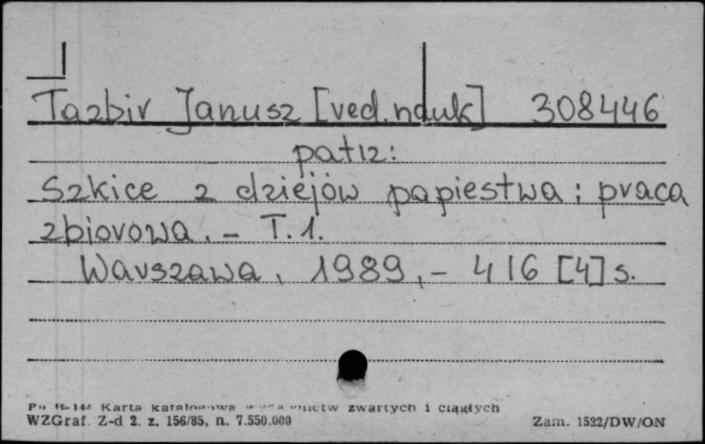 Tazbir Janusz [red. nauk] 308446
patrz:
Szkice z dziejów papiestwa : praca
zbiorowa. - T. 1.
Warszawa, 1989, - 416 [4] s.
Karta katalogowa zwartych i ciągłych
WZGraf. Z-d 2. z. 156/85, n. 7.550.000
Zam. 1522/DW/ON